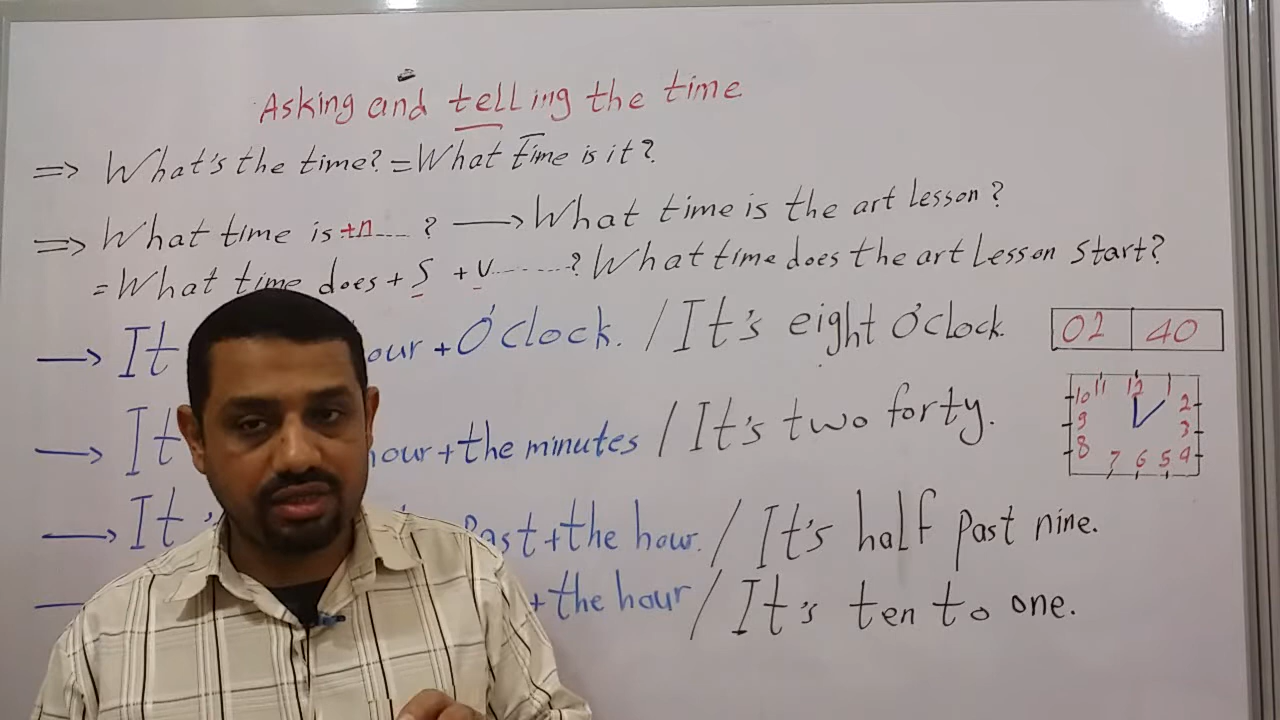 Asking and telling the time
=> What's the time? = What Time is it?
=> What time is +n.... ? → What time is the art lesson?
= What time does + S + V........? What time does the art Lesson Start?
→ It our + O'clock. / It's eight O'clock.
02 40
→ It hour + the minutes / It's two forty.
10 11 12 1 2 9 3 8 7 6 5 4
→ It's Past + the hour. / It's half past nine.
→ + the hour / It's ten to one.